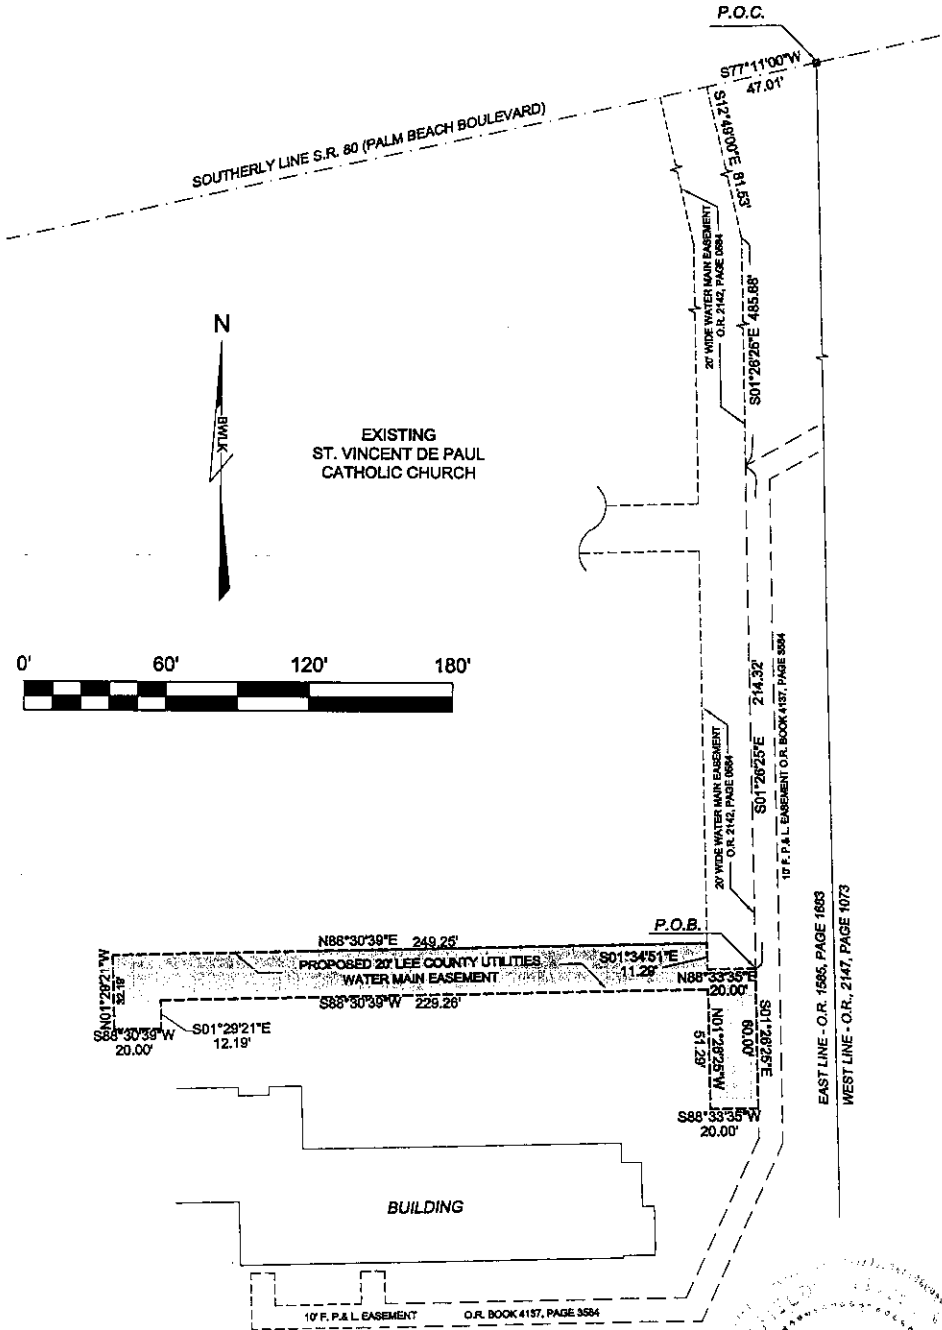 P.O.C.
S77°11'00"W
47.01'
SOUTHERLY LINE S.R. 80 (PALM BEACH BOULEVARD)
S12°49'00"E 81.53'
20' WIDE WATER MAIN EASEMENT
O.R. 2142, PAGE 0684
S01°26'25"E 485.68'
N
BWLK
EXISTING
ST. VINCENT DE PAUL
CATHOLIC CHURCH
0' 60' 120' 180'
S01°26'25"E 214.32'
20' WIDE WATER MAIN EASEMENT
O.R. 2142, PAGE 0684
10' F. P. & L. EASEMENT O.R. BOOK 4137, PAGE 3584
EAST LINE - O.R. 1585, PAGE 1683
WEST LINE - O.R., 2147, PAGE 1073
P.O.B.
N88°30'39"E 249.25'
S01°34'51"E
11.29'
PROPOSED 20' LEE COUNTY UTILITIES
WATER MAIN EASEMENT
N88°33'35"E
20.00'
N01°29'21"W
32.19'
S88°30'39"W 229.26'
S88°30'39"W
20.00'
S01°29'21"E
12.19'
N01°26'25"W
51.29'
S01°26'25"E
60.00'
S88°33'35"W
20.00'
BUILDING
10' F. P. & L. EASEMENT O.R. BOOK 4137, PAGE 3584